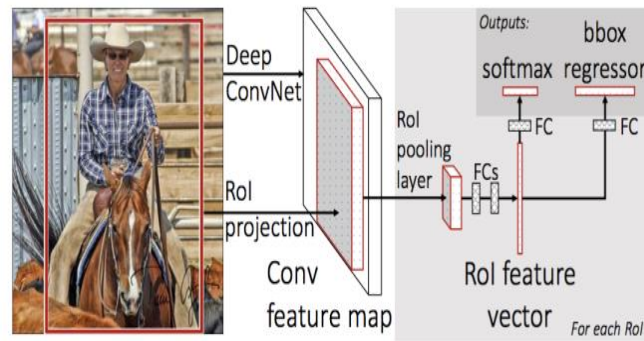 Deep
ConvNet
RoI
projection
Conv
feature map
RoI
pooling
layer
FCs
RoI feature
vector
Outputs:
softmax
bbox
regressor
FC
FC
For each RoI